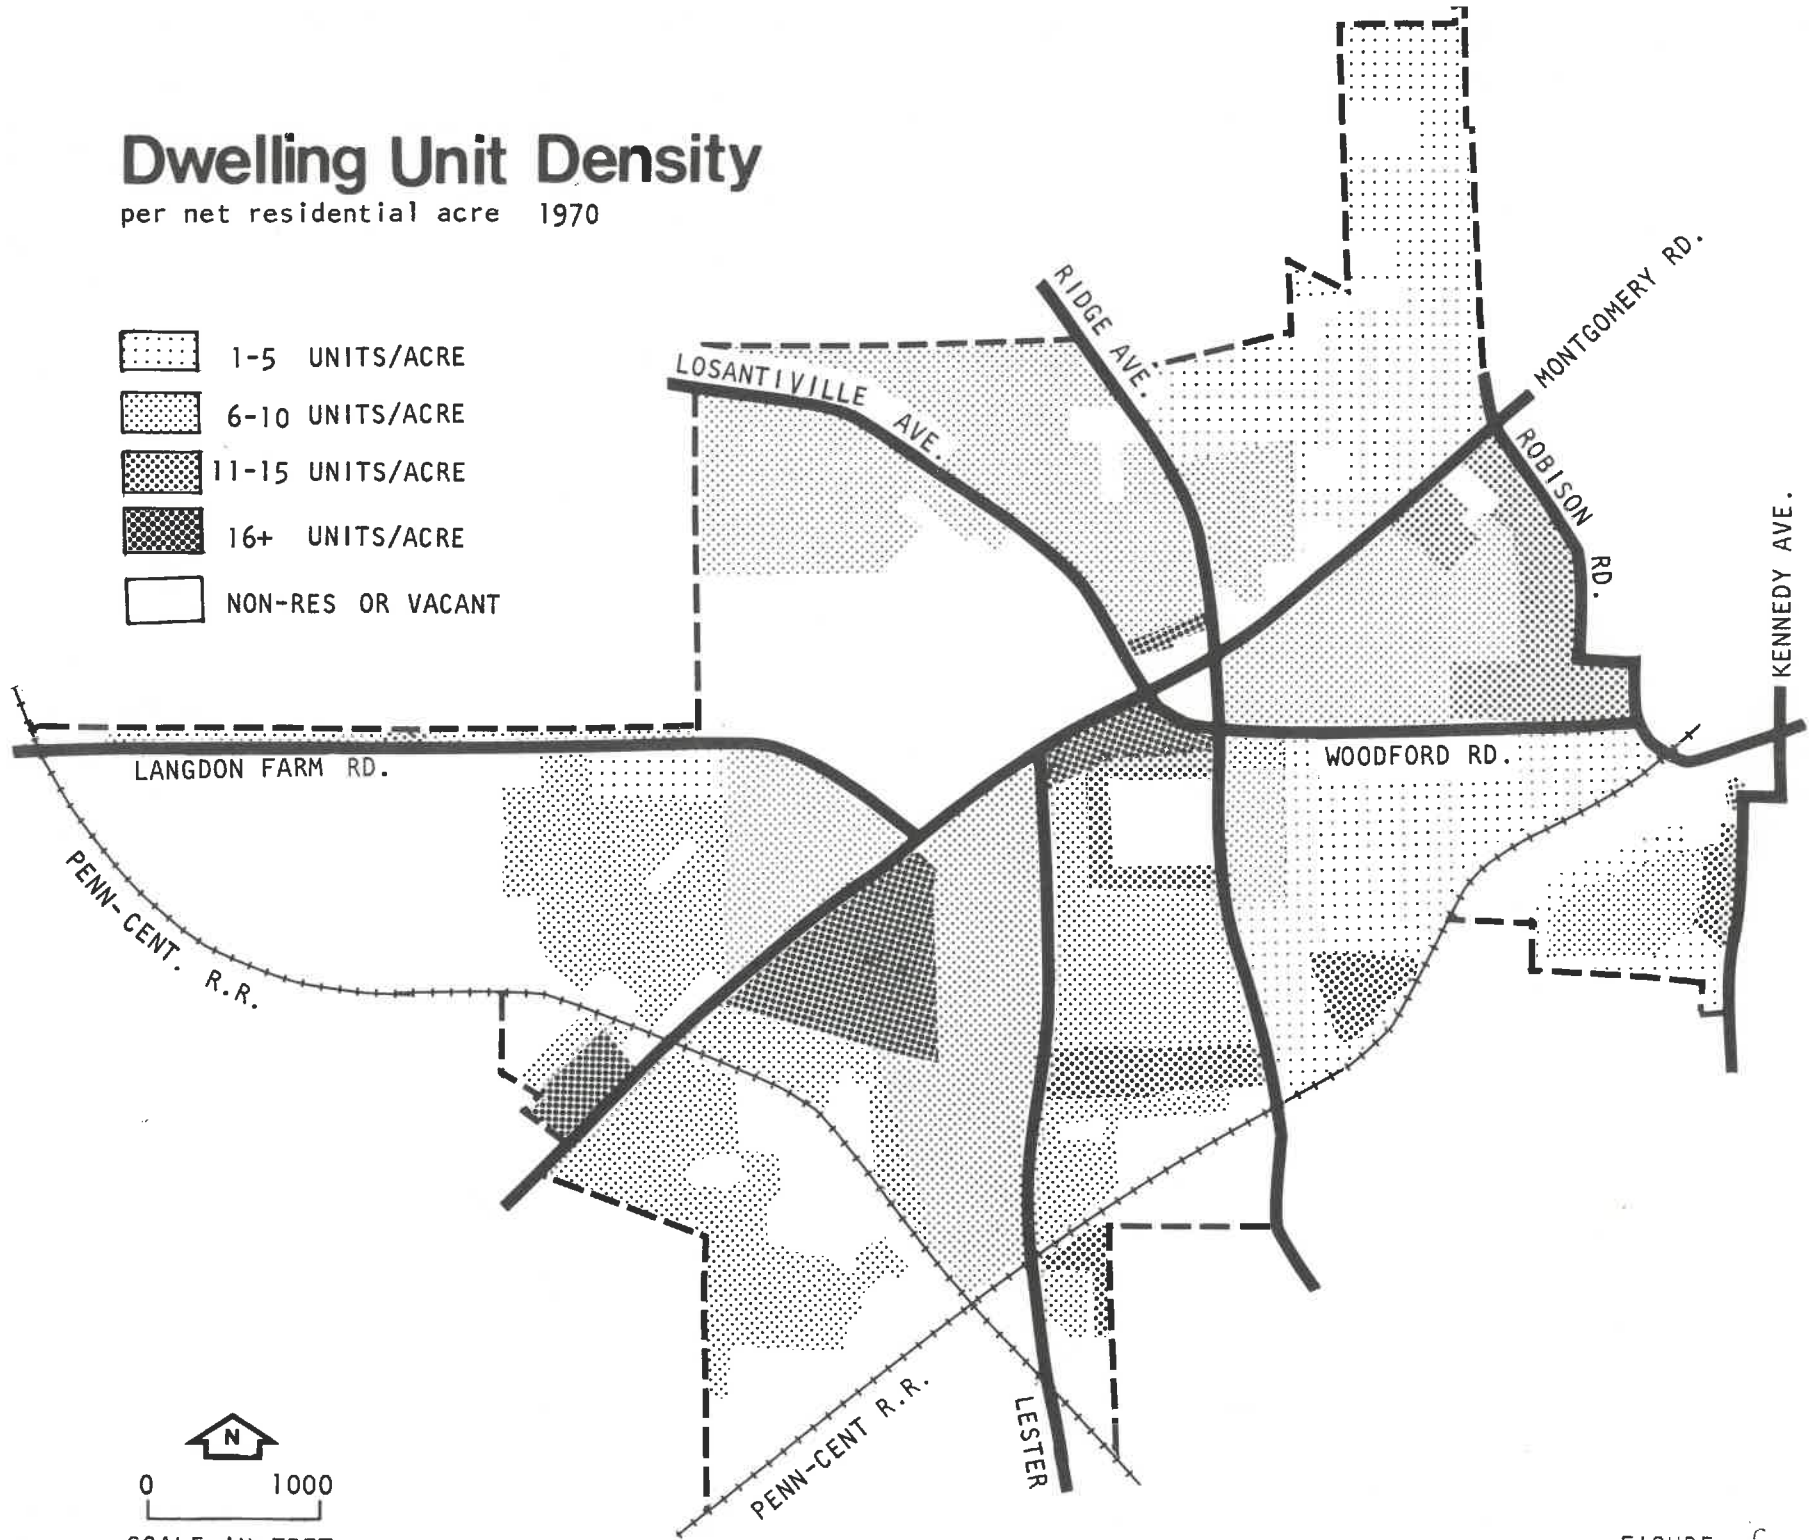 Dwelling Unit Density
per net residential acre 1970
1-5 UNITS/ACRE
6-10 UNITS/ACRE
11-15 UNITS/ACRE
16+ UNITS/ACRE
NON-RES OR VACANT
RIDGE AVE.
MONTGOMERY RD.
LOSANTIVILLE AVE.
ROBISON RD.
KENNEDY AVE.
LANGDON FARM RD.
WOODFORD RD.
PENN-CENT. R.R.
PENN-CENT R.R.
LESTER
N
0 1000